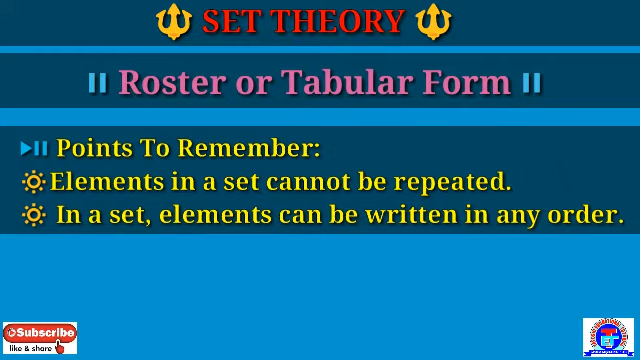 SET THEORY
Roster or Tabular Form
Points To Remember:
Elements in a set cannot be repeated.
In a set, elements can be written in any order.
Subscribe
like & share